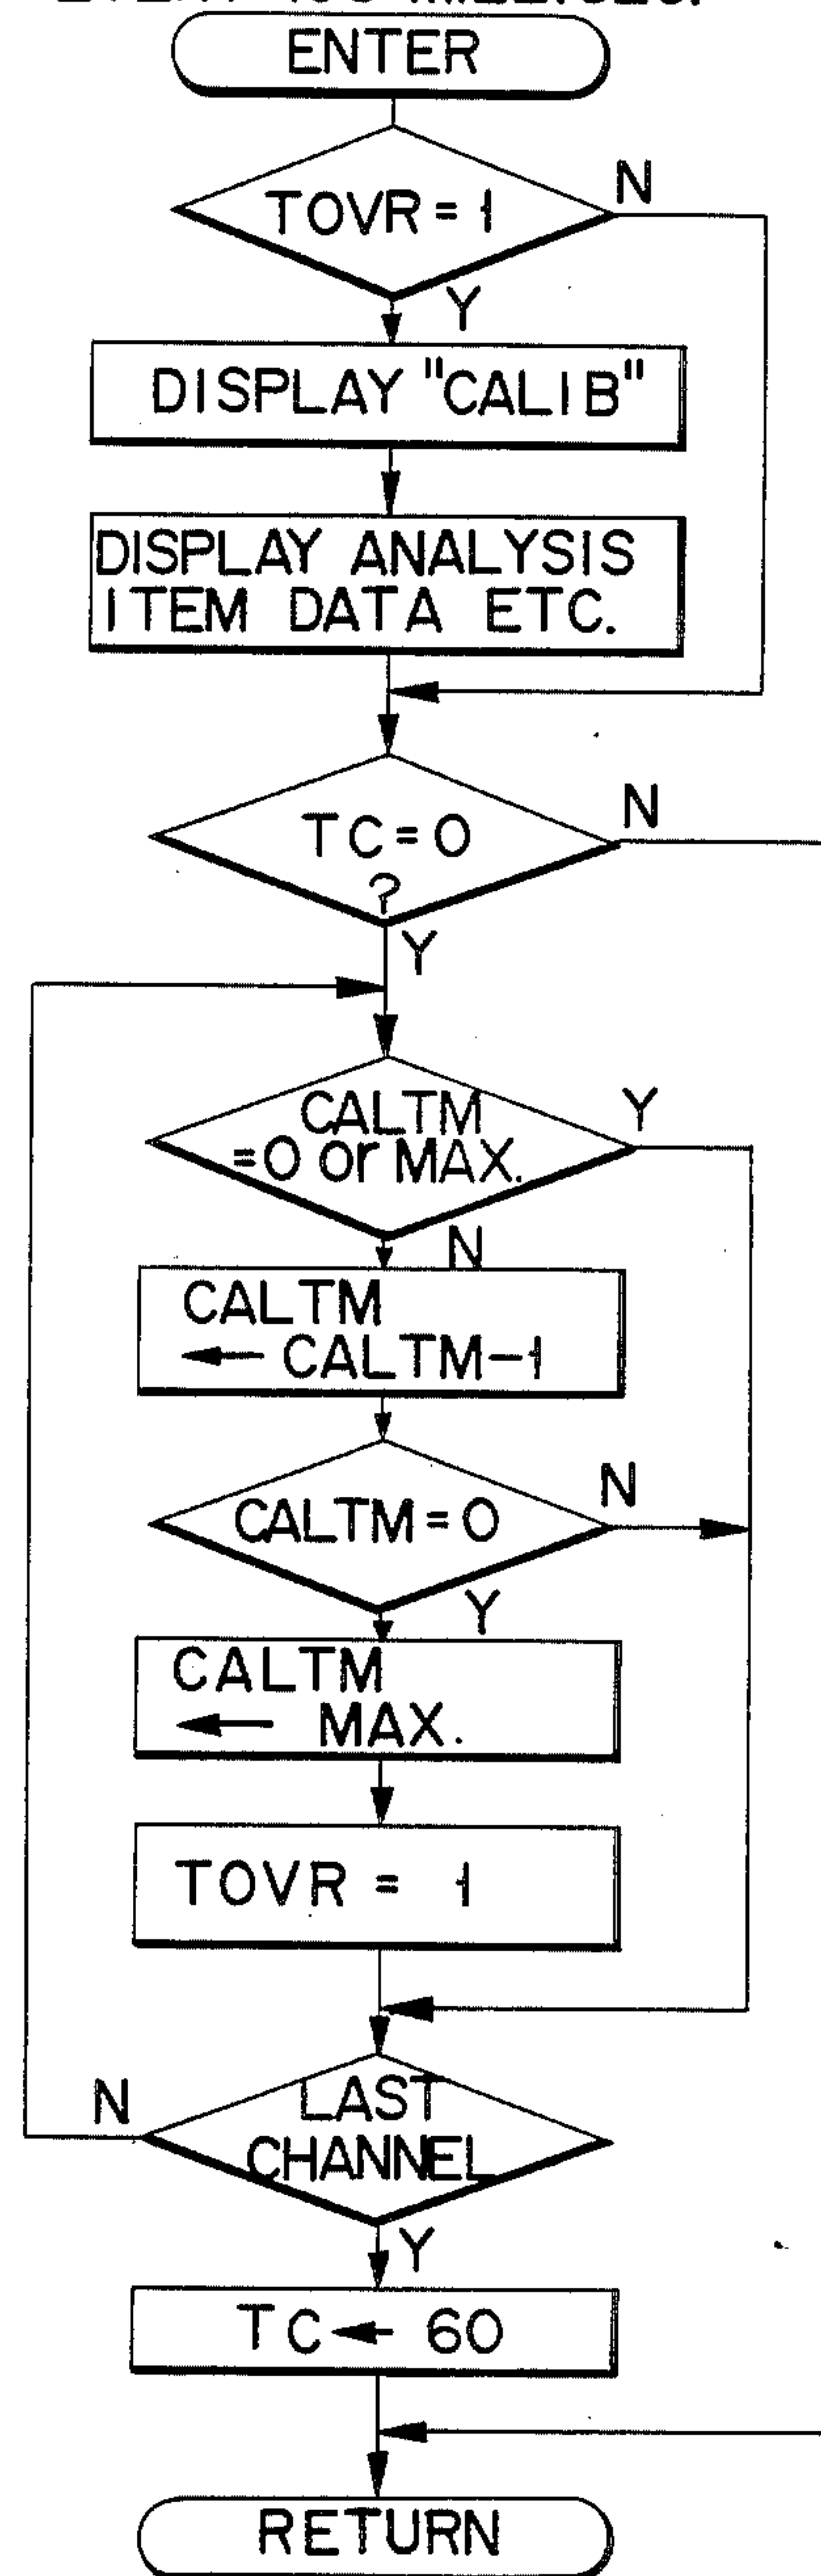 ENTER
TOVR = 1
N
Y
DISPLAY "CALIB"
DISPLAY ANALYSIS
ITEM DATA ETC.
TC = 0
?
N
Y
CALTM
=0 or MAX.
Y
N
CALTM
← CALTM-1
CALTM = 0
N
Y
CALTM
← MAX.
TOVR = 1
LAST
CHANNEL
N
Y
TC ← 60
RETURN